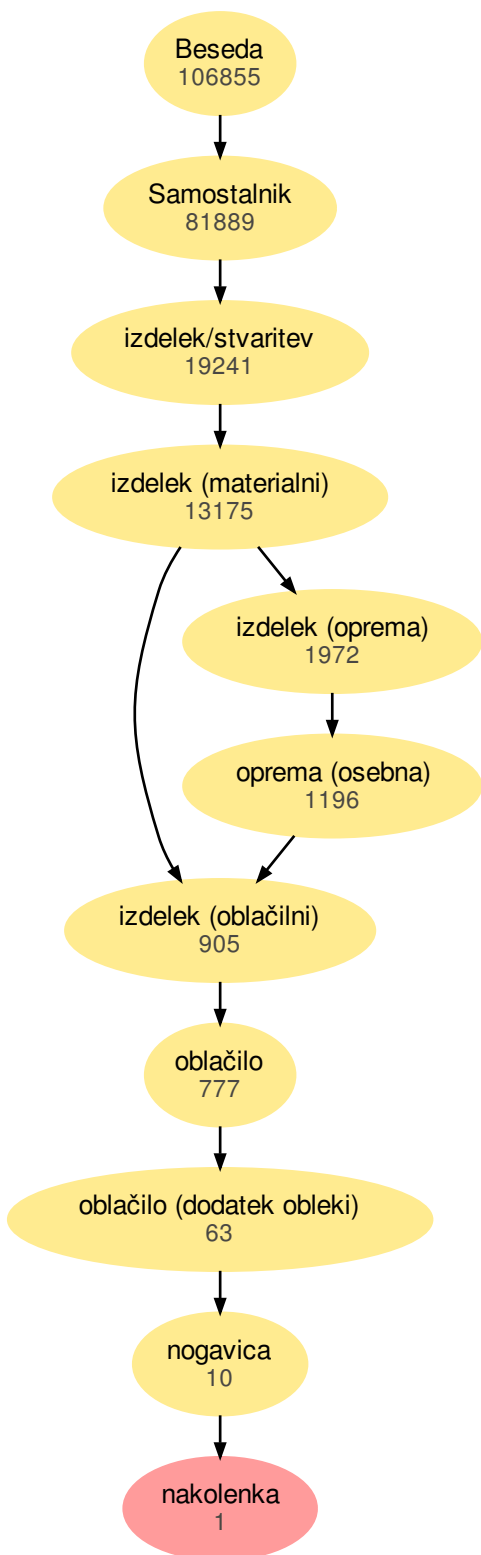 Beseda
106855
Samostalnik
81889
izdelek/stvaritev
19241
izdelek (materialni)
13175
izdelek (oprema)
1972
oprema (osebna)
1196
izdelek (oblačilni)
905
oblačilo
777
oblačilo (dodatek obleki)
63
nogavica
10
nakolenka
1